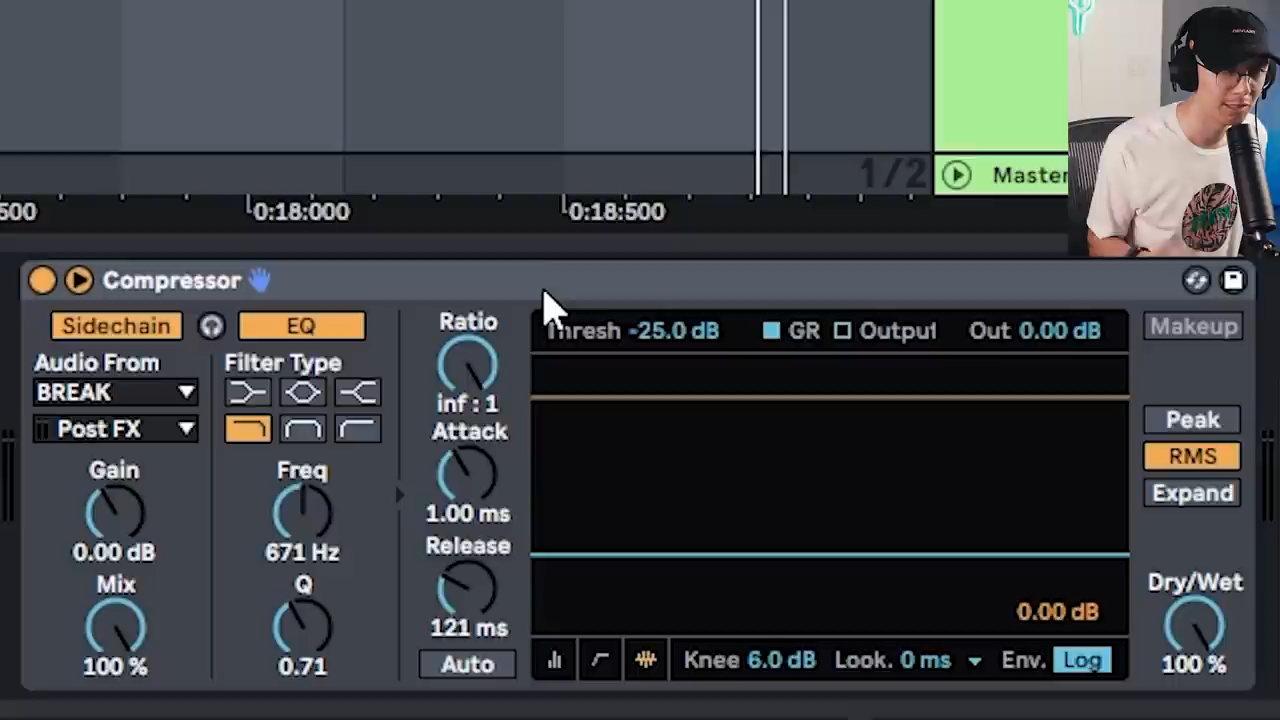 1/2
Master
500
0:18:000
0:18:500
Compressor
Sidechain
EQ
Audio From
BREAK
Post FX
Gain
0.00 dB
Mix
100 %
Filter Type
Freq
671 Hz
Q
0.71
Ratio
inf : 1
Attack
1.00 ms
Release
121 ms
Auto
Thresh -25.0 dB
GR
Output
Out 0.00 dB
0.00 dB
Knee 6.0 dB
Look. 0 ms
Env. Log
Makeup
Peak
RMS
Expand
Dry/Wet
100 %